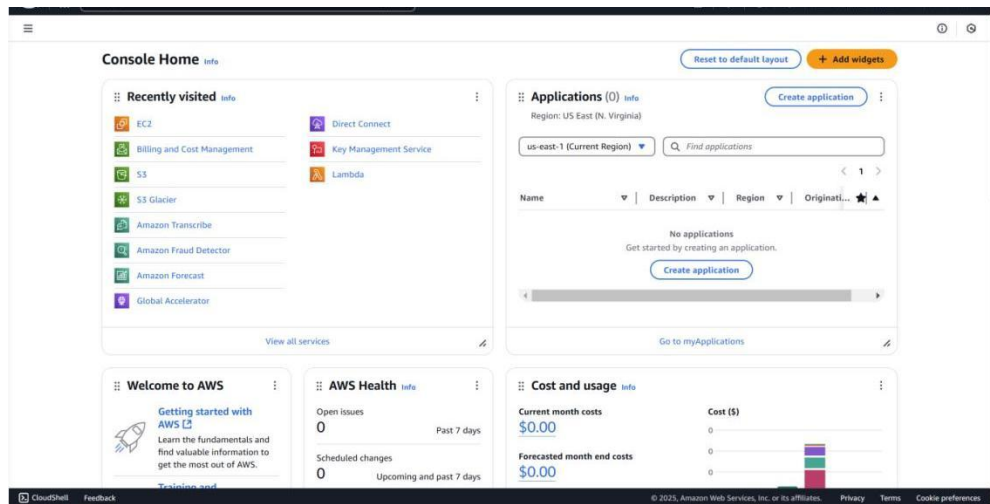 Console Home Info
Reset to default layout
+ Add widgets
Recently visited Info
EC2
Billing and Cost Management
S3
S3 Glacier
Amazon Transcribe
Amazon Fraud Detector
Amazon Forecast
Global Accelerator
Direct Connect
Key Management Service
Lambda
View all services
Applications (0) Info
Create application
Region: US East (N. Virginia)
us-east-1 (Current Region)
Find applications
1
Name Description Region Originati...
No applications
Get started by creating an application.
Create application
Go to myApplications
Welcome to AWS
Getting started with
AWS
Learn the fundamentals and
find valuable information to
get the most out of AWS.
Training and
AWS Health Info
Open issues
0 Past 7 days
Scheduled changes
0 Upcoming and past 7 days
Cost and usage Info
Current month costs
$0.00
Forecasted month end costs
$0.00
Cost ($)
0
0
0
CloudShell Feedback
© 2025, Amazon Web Services, Inc. or its affiliates. Privacy Terms Cookie preferences